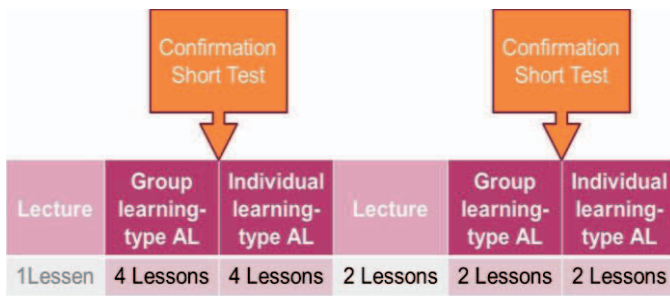 Confirmation
Short Test
Confirmation
Short Test
Lecture
Group
learning-
type AL
Individual
learning-
type AL
Lecture
Group
learning-
type AL
Individual
learning-
type AL
1Lessen
4 Lessons
4 Lessons
2 Lessons
2 Lessons
2 Lessons